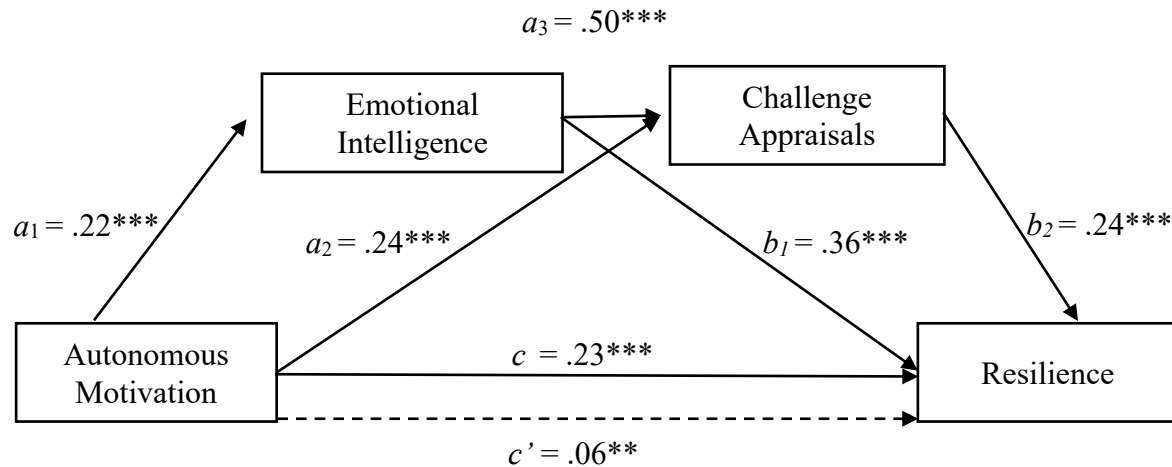 a3 = .50***
Emotional
Intelligence
Challenge
Appraisals
a1 = .22***
a2 = .24***
b1 = .36***
b2 = .24***
Autonomous
Motivation
c = .23***
Resilience
c’ = .06**